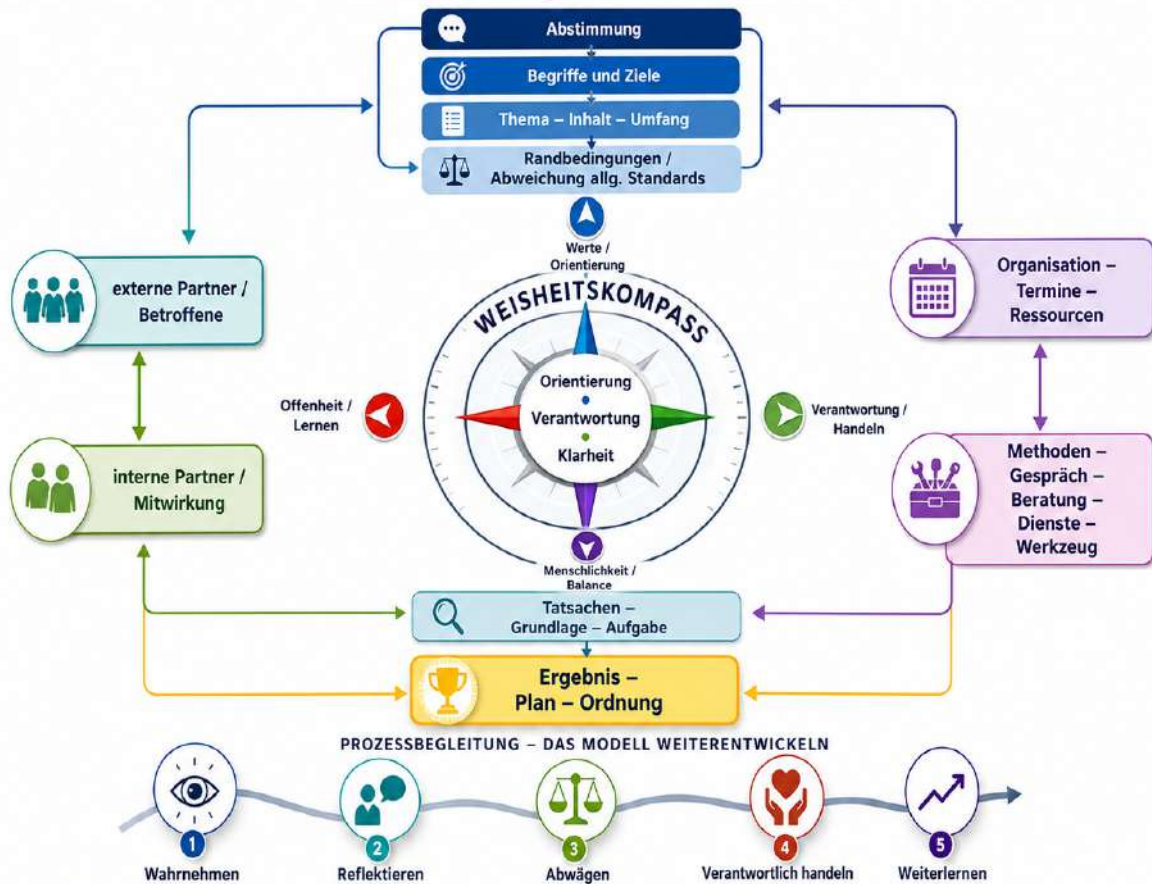 Abstimmung
Begriffe und Ziele
Thema – Inhalt – Umfang
Randbedingungen /
Abweichung allg. Standards
Werte /
Orientierung
externe Partner /
Betroffene
Organisation –
Termine –
Ressourcen
WEISHEITSKOMPASS
Orientierung
Verantwortung
Klarheit
Offenheit /
Lernen
Verantwortung /
Handeln
interne Partner /
Mitwirkung
Methoden –
Gespräch –
Beratung –
Dienste –
Werkzeug
Menschlichkeit /
Balance
Tatsachen –
Grundlage – Aufgabe
Ergebnis –
Plan – Ordnung
PROZESSBEGLEITUNG – DAS MODELL WEITERENTWICKELN
1
Wahrnehmen
2
Reflektieren
3
Abwägen
4
Verantwortlich handeln
5
Weiterlernen